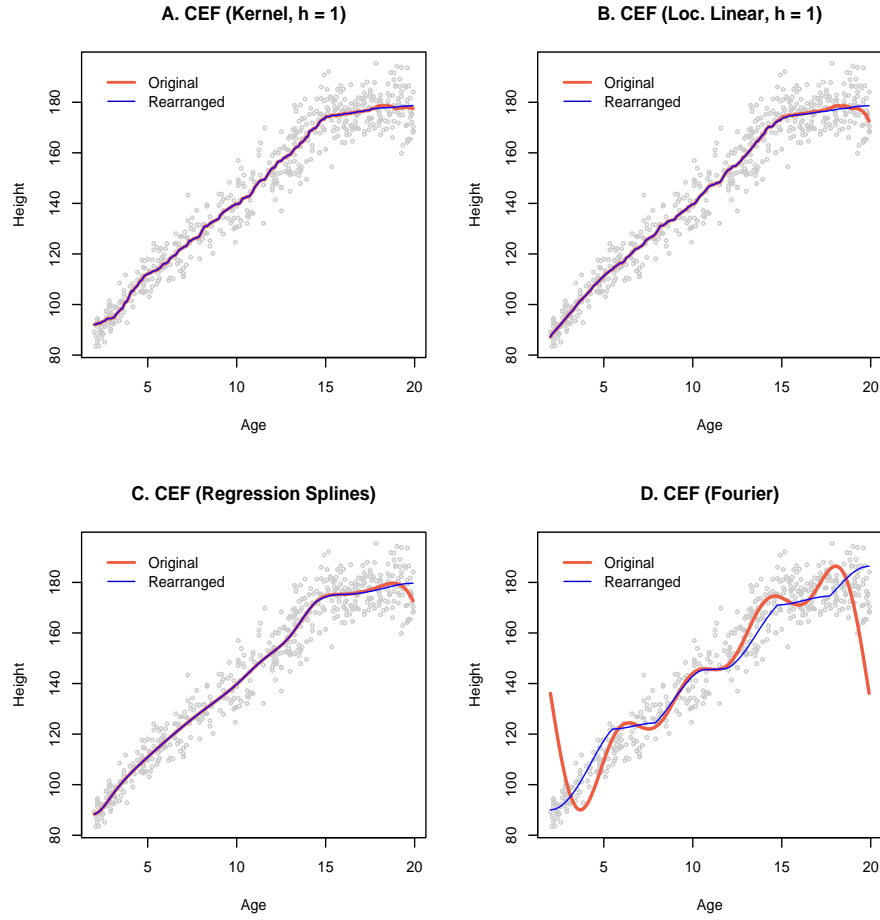 A. CEF (Kernel, h = 1)
Original
Rearranged
Height
80 100 120 140 160 180
5 10 15 20
Age
B. CEF (Loc. Linear, h = 1)
Original
Rearranged
Height
80 100 120 140 160 180
5 10 15 20
Age
C. CEF (Regression Splines)
Original
Rearranged
Height
80 100 120 140 160 180
5 10 15 20
Age
D. CEF (Fourier)
Original
Rearranged
Height
80 100 120 140 160 180
5 10 15 20
Age